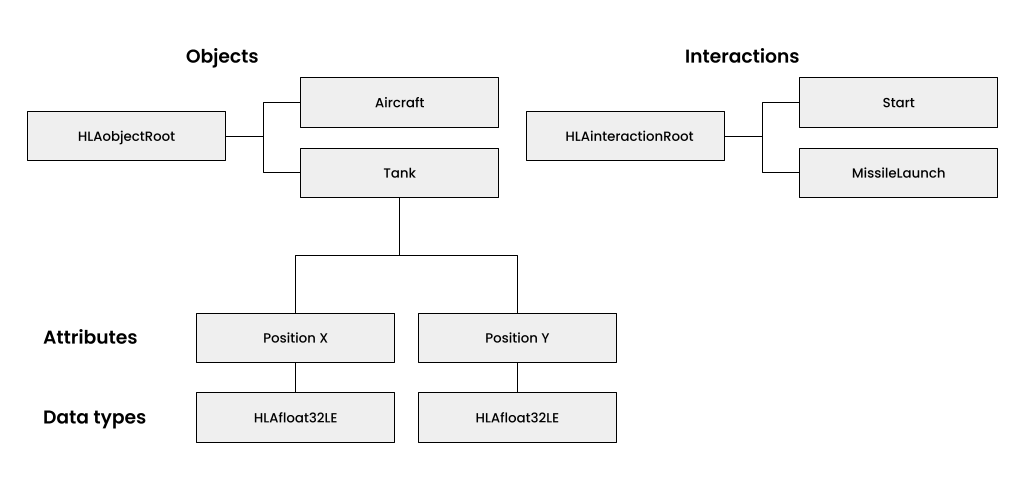 Objects
Interactions
Aircraft
Start
HLAobjectRoot
HLAinteractionRoot
Tank
MissileLaunch
Attributes
Position X
Position Y
Data types
HLAfloat32LE
HLAfloat32LE